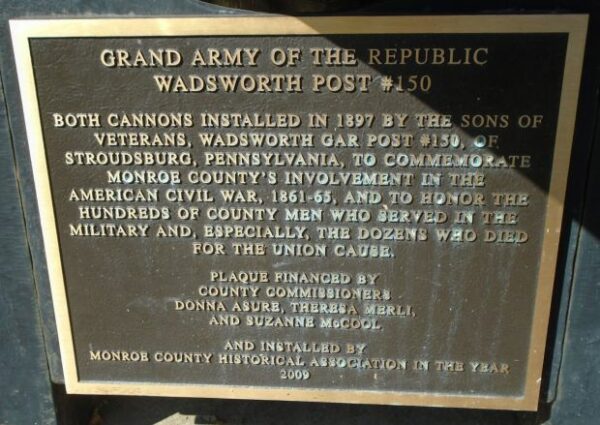 GRAND ARMY OF THE REPUBLIC
WADSWORTH POST #150
BOTH CANNONS INSTALLED IN 1897 BY THE SONS OF
VETERANS, WADSWORTH GAR POST #150, OF
STROUDSBURG, PENNSYLVANIA, TO COMMEMORATE
MONROE COUNTY'S INVOLVEMENT IN THE
AMERICAN CIVIL WAR, 1861-65, AND TO HONOR THE
HUNDREDS OF COUNTY MEN WHO SERVED IN THE
MILITARY AND, ESPECIALLY, THE DOZENS WHO DIED
FOR THE UNION CAUSE.
PLAQUE FINANCED BY
COUNTY COMMISSIONERS
DONNA ASURE, THERESA MERLI,
AND SUZANNE McCOOL
AND INSTALLED BY
MONROE COUNTY HISTORICAL ASSOCIATION IN THE YEAR
2009